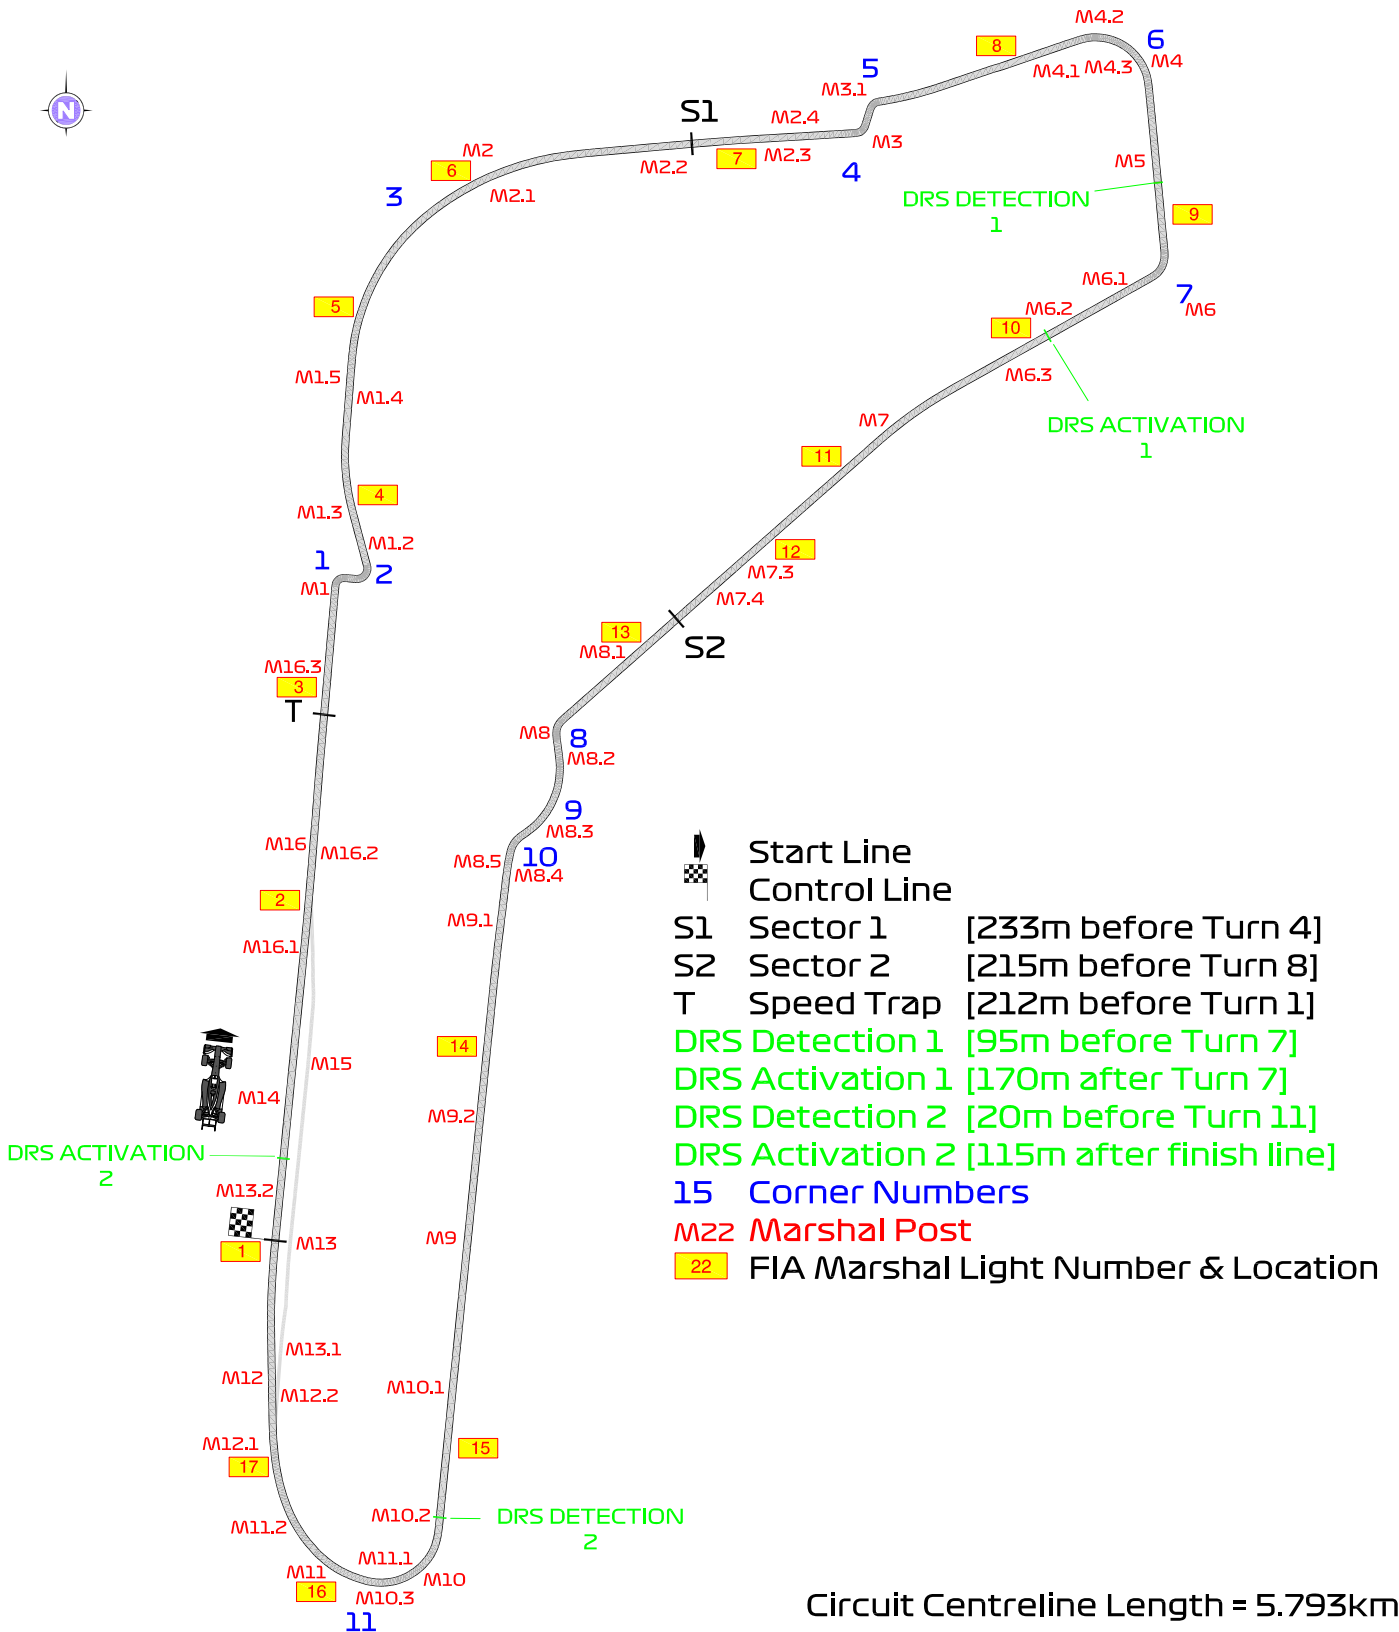 M4.2
6
8
M4
M4.1 M4.3
5
M3.1
S1
M2.4
M3
M2
7 M2.3
M2.2
4
6
3
M2.1
M5
DRS DETECTION
1
9
N
5
M6.1
7
M6
M6.2
10
M6.3
M1.5
M1.4
M7
DRS ACTIVATION
1
11
4
M1.3
12
M1.2
1
2
M7.3
M1
M7.4
13
M8.1
S2
M16.3
3
T
M8
8
M8.2
9
M8.3
M16
M16.2
10
M8.5
M8.4
2
M9.1
M16.1
Start Line
Control Line
S1 Sector 1 [233m before Turn 4]
S2 Sector 2 [215m before Turn 8]
T Speed Trap [212m before Turn 1]
DRS Detection 1 [95m before Turn 7]
DRS Activation 1 [170m after Turn 7]
DRS Detection 2 [20m before Turn 11]
DRS Activation 2 [115m after finish line]
15 Corner Numbers
M22 Marshal Post
22 FIA Marshal Light Number & Location
14
M15
M14
M9.2
DRS ACTIVATION
2
M13.2
M13
1
M9
M13.1
M12
M12.2
M10.1
M12.1
17
15
M10.2
DRS DETECTION
2
M11.2
M11.1
M11
M10
16
M10.3
11
Circuit Centreline Length = 5.793km